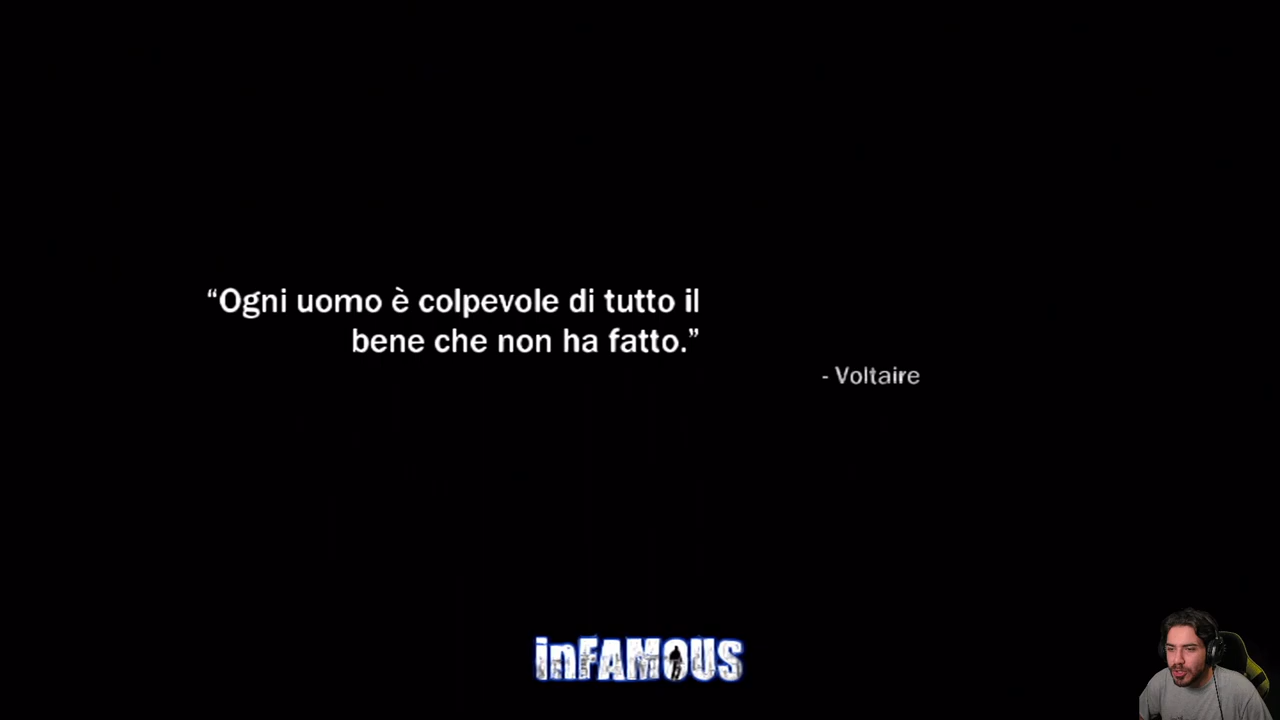 “Ogni uomo è colpevole di tutto il
bene che non ha fatto.”
- Voltaire
inFAMOUS